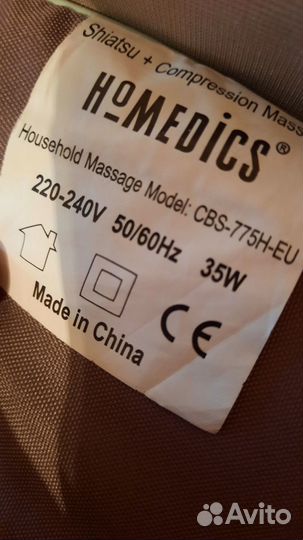 Shiatsu + Compression Mass
HOMEDICS®
Household Massage Model: CBS-775H-EU
220-240V 50/60Hz 35W
Made in China
CE
Avito